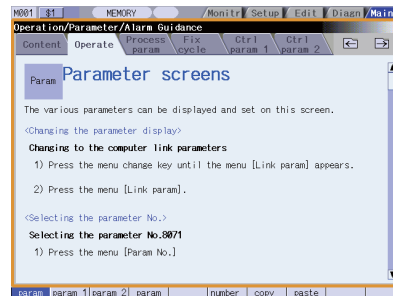 M001 $1 MEMORY Monitr Setup Edit Diagn Main
Operation/Parameter/Alarm Guidance
Content Operate Process param Fix cycle Ctrl param 1 Ctrl param 2
Param Parameter screens
The various parameters can be displayed and set on this screen.
<Changing the parameter display>
Changing to the computer link parameters
1) Press the menu change key until the menu [Link param] appears.
2) Press the menu [Link param].
<Selecting the parameter No.>
Selecting the parameter No.8071
1) Press the menu [Param No.]
param param 1 param 2 param number copy paste